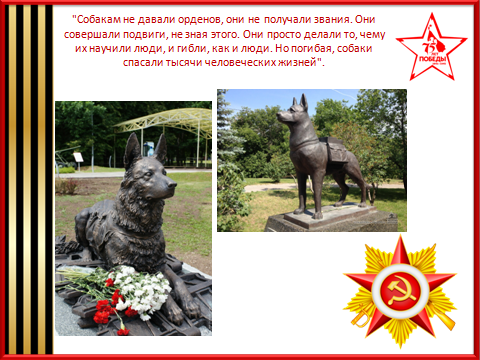 "Собакам не давали орденов, они не получали звания. Они
совершали подвиги, не зная этого. Они просто делали то, чему
их научили люди, и гибли, как и люди. Но погибая, собаки
спасали тысячи человеческих жизней".
75
ЛЕТ
ПОБЕДЫ